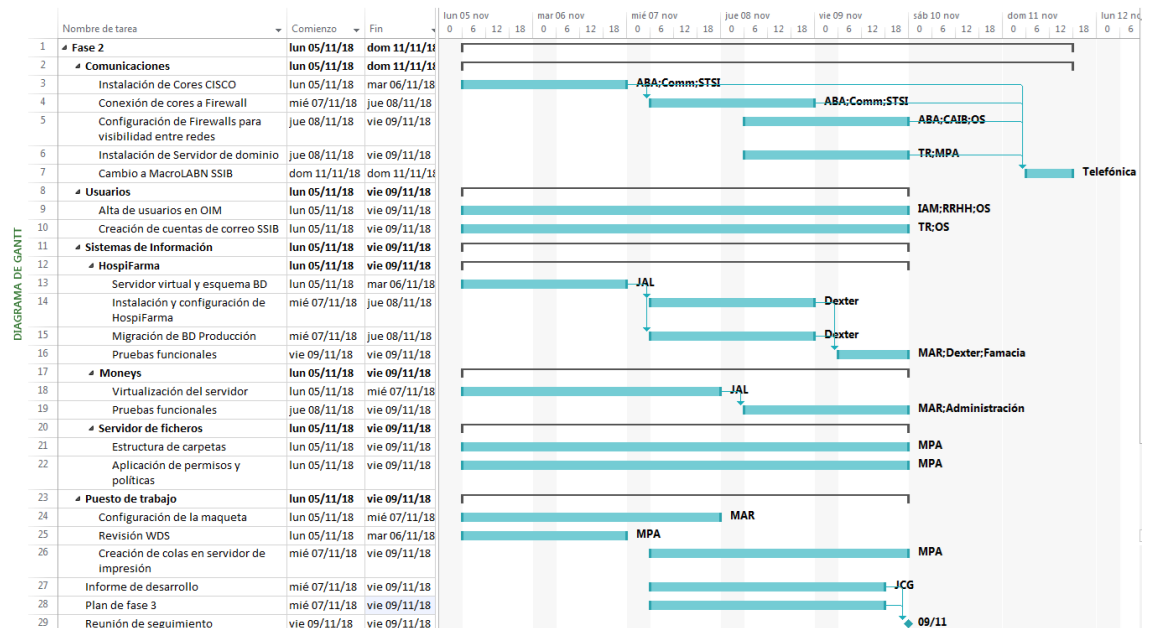 lun 05 nov mar 06 nov mié 07 nov jue 08 nov vie 09 nov sáb 10 nov dom 11 nov lun 12 no
Nombre de tarea Comienzo Fin 0 6 12 18 0 6 12 18 0 6 12 18 0 6 12 18 0 6 12 18 0 6 12 18 0 6 12 18 0 6
DIAGRAMA DE GANTT
1 Fase 2 lun 05/11/18 dom 11/11/18
2 Comunicaciones lun 05/11/18 dom 11/11/18
3 Instalación de Cores CISCO lun 05/11/18 mar 06/11/18 ABA;Comm;STSI
4 Conexión de cores a Firewall mié 07/11/18 jue 08/11/18 ABA;Comm;STSI
5 Configuración de Firewalls para jue 08/11/18 vie 09/11/18 ABA;CAIB;OS
visibilidad entre redes
6 Instalación de Servidor de dominio jue 08/11/18 vie 09/11/18 TR;MPA
7 Cambio a MacroLABN SSIB dom 11/11/18 dom 11/11/18 Telefónica
8 Usuarios lun 05/11/18 vie 09/11/18
9 Alta de usuarios en OIM lun 05/11/18 vie 09/11/18 IAM;RRHH;OS
10 Creación de cuentas de correo SSIB lun 05/11/18 vie 09/11/18 TR;OS
11 Sistemas de Información lun 05/11/18 vie 09/11/18
12 HospiFarma lun 05/11/18 vie 09/11/18
13 Servidor virtual y esquema BD lun 05/11/18 mar 06/11/18 JAL
14 Instalación y configuración de mié 07/11/18 jue 08/11/18 Dexter
HospiFarma
15 Migración de BD Producción mié 07/11/18 jue 08/11/18 Dexter
16 Pruebas funcionales vie 09/11/18 vie 09/11/18 MAR;Dexter;Famacia
17 Moneys lun 05/11/18 vie 09/11/18
18 Virtualización del servidor lun 05/11/18 mié 07/11/18 JAL
19 Pruebas funcionales jue 08/11/18 vie 09/11/18 MAR;Administración
20 Servidor de ficheros lun 05/11/18 vie 09/11/18
21 Estructura de carpetas lun 05/11/18 vie 09/11/18 MPA
22 Aplicación de permisos y lun 05/11/18 vie 09/11/18 MPA
políticas
23 Puesto de trabajo lun 05/11/18 vie 09/11/18
24 Configuración de la maqueta lun 05/11/18 mié 07/11/18 MAR
25 Revisión WDS lun 05/11/18 mar 06/11/18 MPA
26 Creación de colas en servidor de mié 07/11/18 vie 09/11/18 MPA
impresión
27 Informe de desarrollo mié 07/11/18 vie 09/11/18 JCG
28 Plan de fase 3 mié 07/11/18 vie 09/11/18
29 Reunión de seguimiento vie 09/11/18 vie 09/11/18 09/11